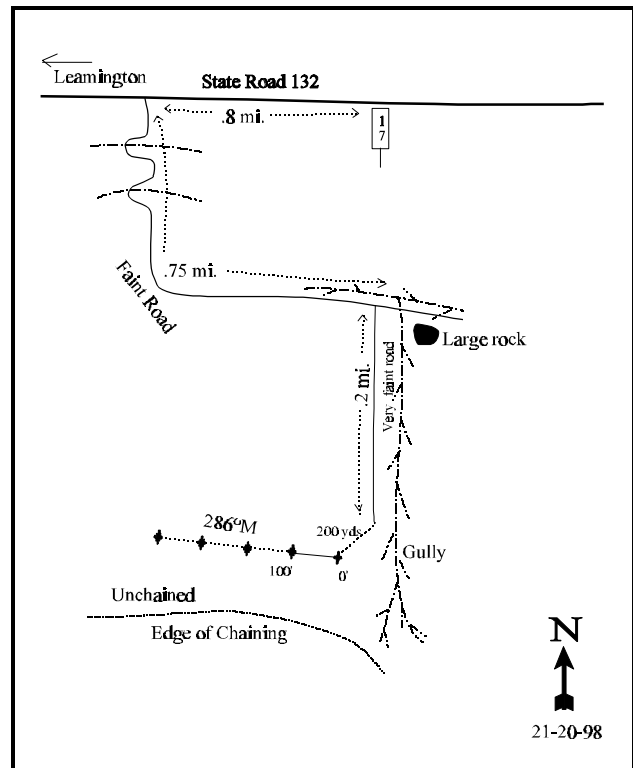 Leamington
State Road 132
.8 mi.
1
7
.75 mi.
Faint Road
Large rock
.2 mi.
Very faint road
286°M
200 yds
Gully
100'
0'
Unchained
Edge of Chaining
N
21-20-98